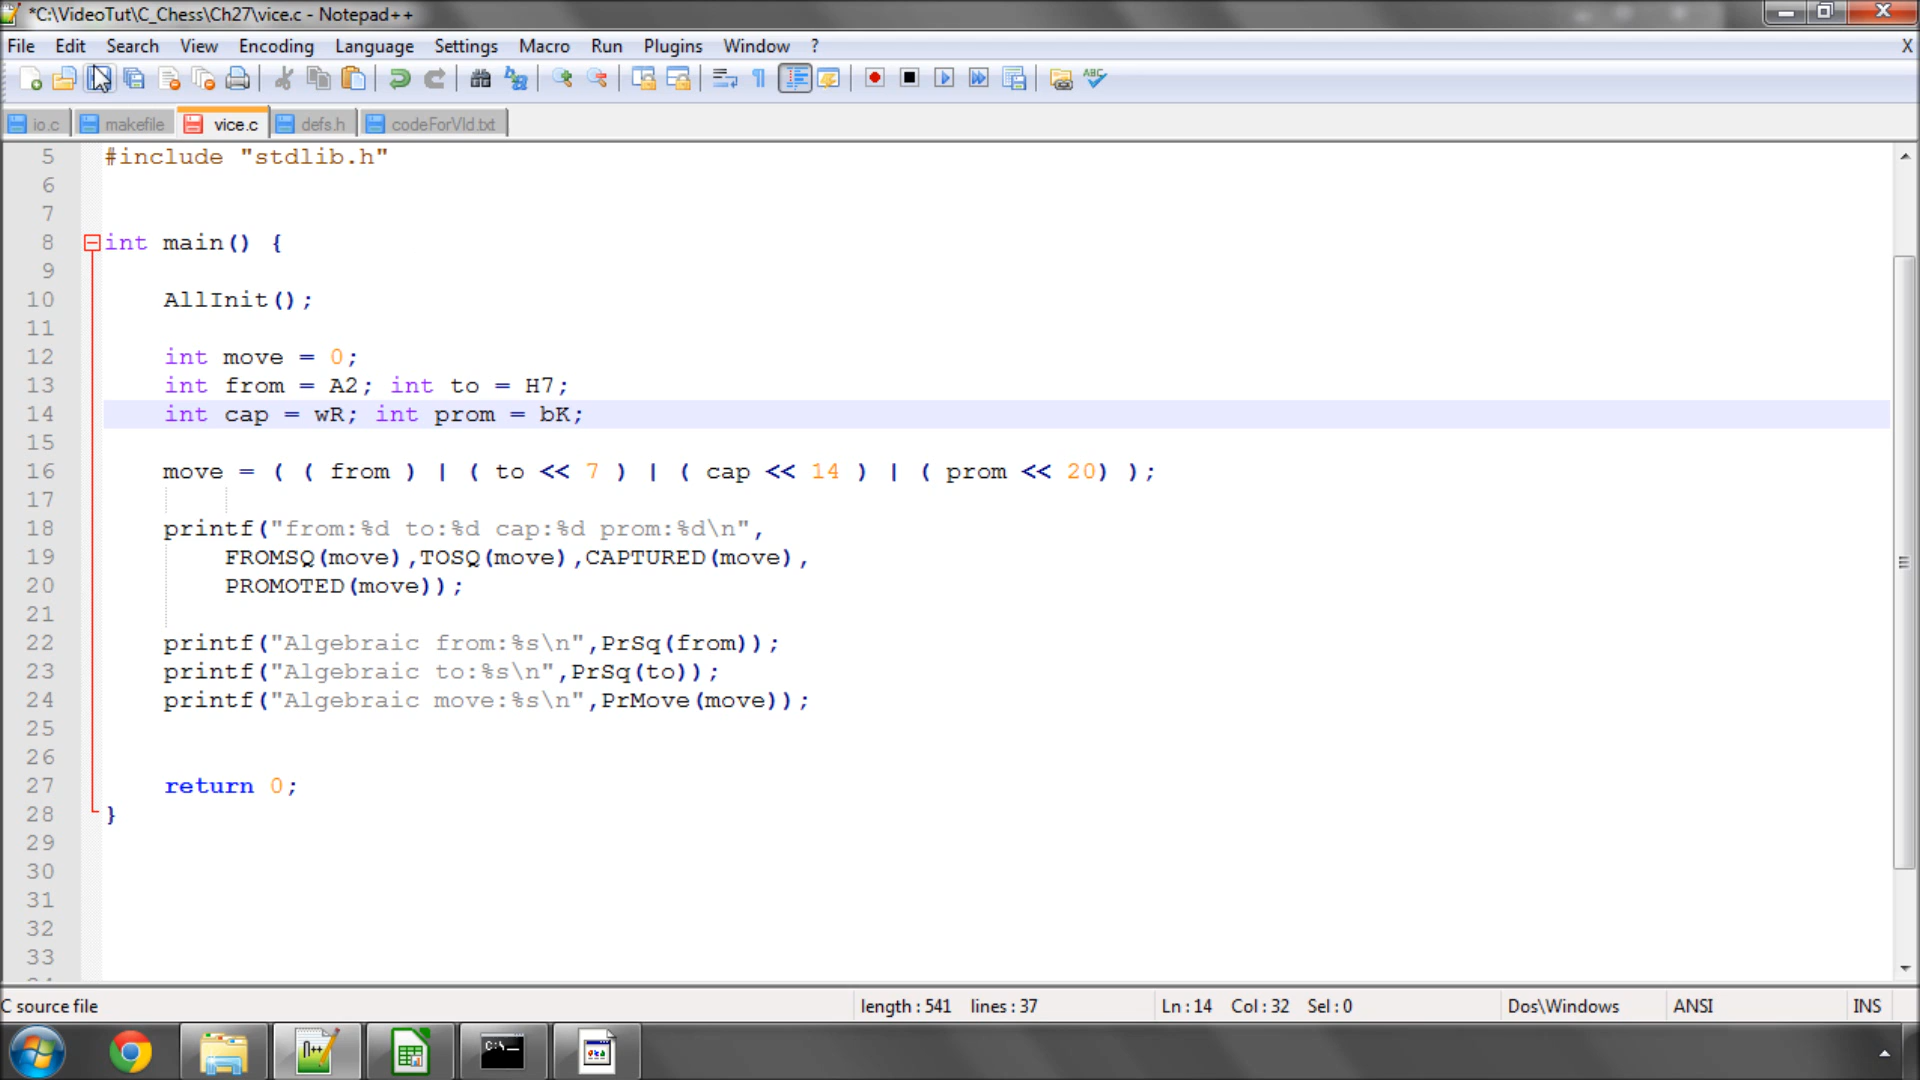 *C:\VideoTut\C_Chess\Ch27\vice.c - Notepad++
File Edit Search View Encoding Language Settings Macro Run Plugins Window ? X
io.c makefile vice.c defs.h codeForVid.txt
5 #include "stdlib.h"
6
7
8 int main() {
9
10 AllInit();
11
12 int move = 0;
13 int from = A2; int to = H7;
14 int cap = wR; int prom = bK;
15
16 move = ( ( from ) | ( to << 7 ) | ( cap << 14 ) | ( prom << 20) );
17
18 printf("from:%d to:%d cap:%d prom:%d\n",
19 FROMSQ(move),TOSQ(move),CAPTURED(move),
20 PROMOTED(move));
21
22 printf("Algebraic from:%s\n",PrSq(from));
23 printf("Algebraic to:%s\n",PrSq(to));
24 printf("Algebraic move:%s\n",PrMove(move));
25
26
27 return 0;
28 }
29
30
31
32
33
C source file length : 541 lines : 37 Ln : 14 Col : 32 Sel : 0 Dos\Windows ANSI INS